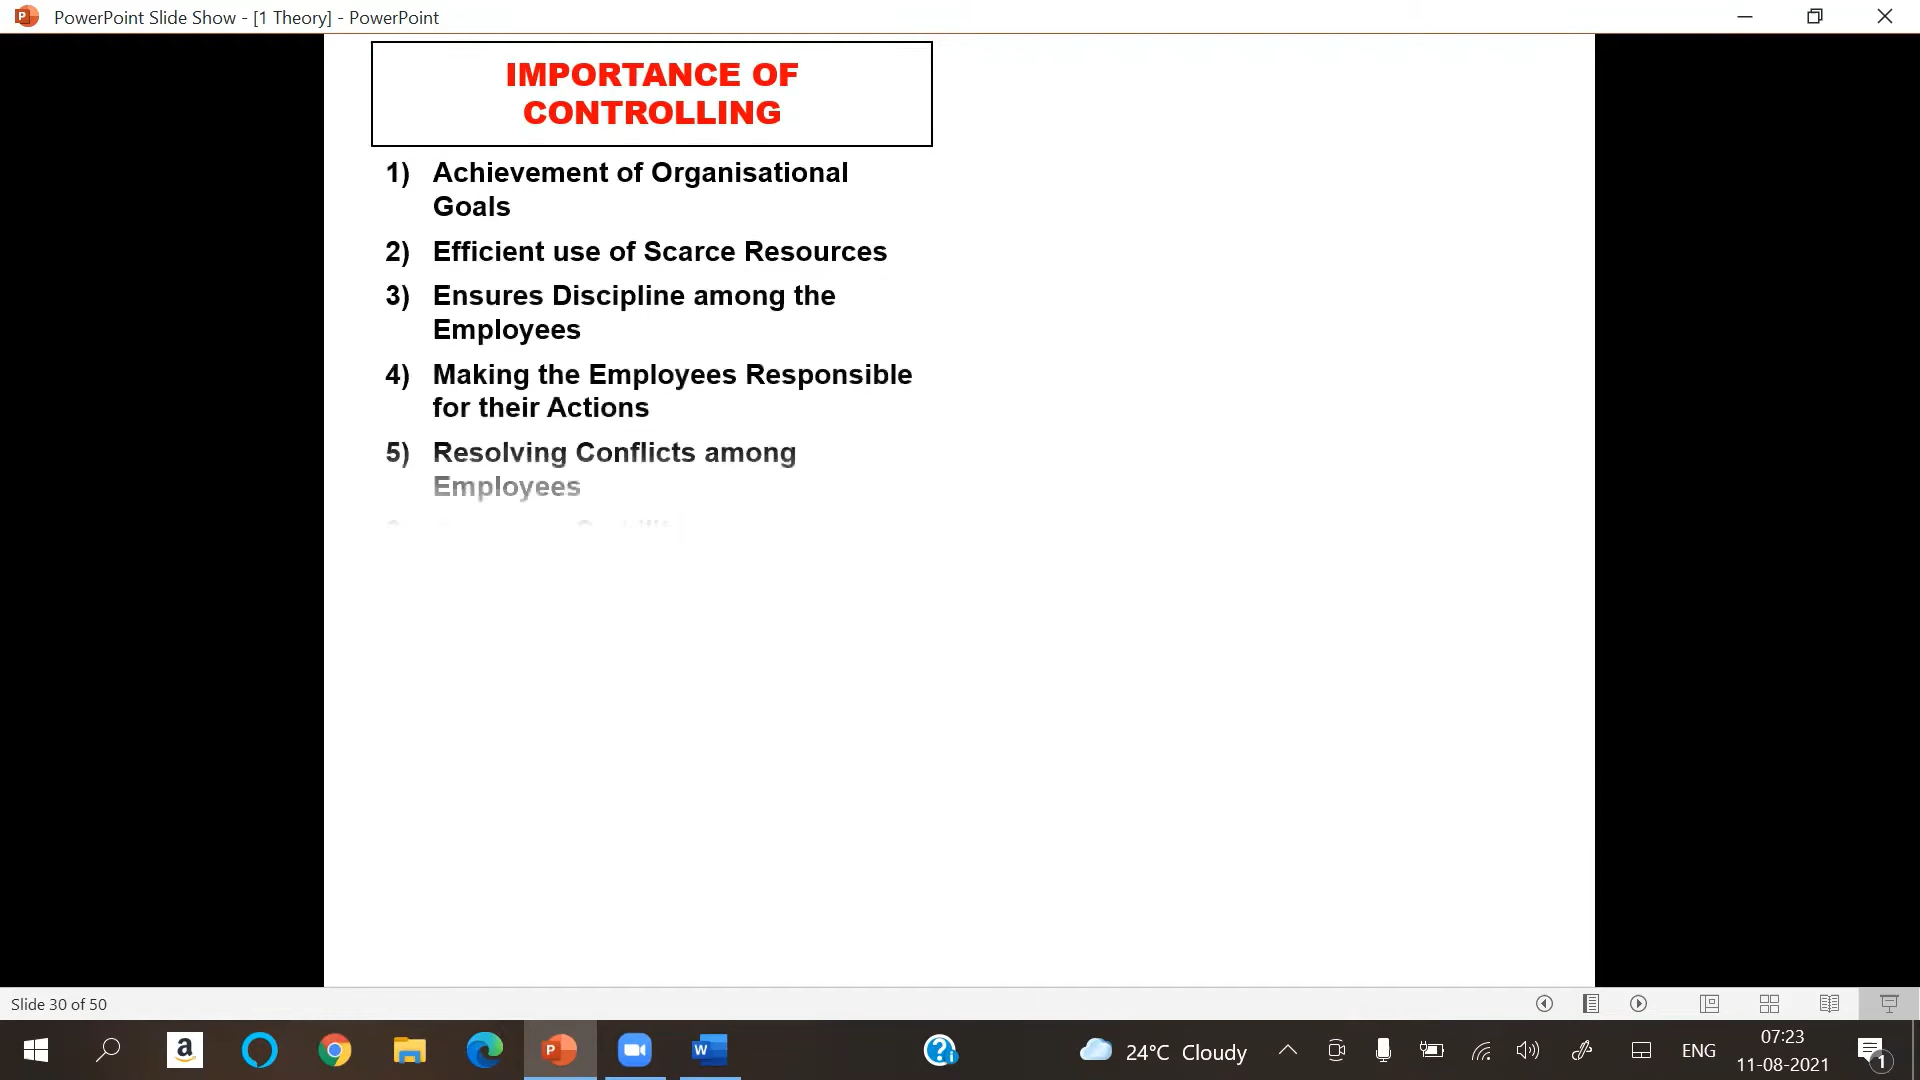 PowerPoint Slide Show - [1 Theory] - PowerPoint
IMPORTANCE OF
CONTROLLING
1) Achievement of Organisational
Goals
2) Efficient use of Scarce Resources
3) Ensures Discipline among the
Employees
4) Making the Employees Responsible
for their Actions
5) Resolving Conflicts among
Employees
Slide 30 of 50
24°C Cloudy
ENG
07:23
11-08-2021
1